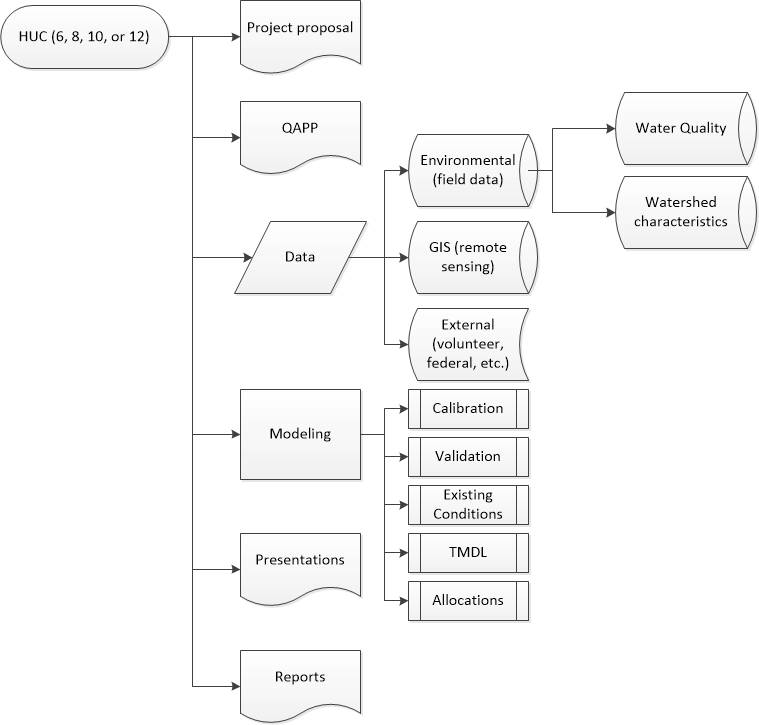 HUC (6, 8, 10, or 12)
Project proposal
QAPP
Data
Environmental
(field data)
Water Quality
Watershed
characteristics
GIS (remote
sensing)
External
(volunteer,
federal, etc.)
Modeling
Calibration
Validation
Existing
Conditions
TMDL
Allocations
Presentations
Reports